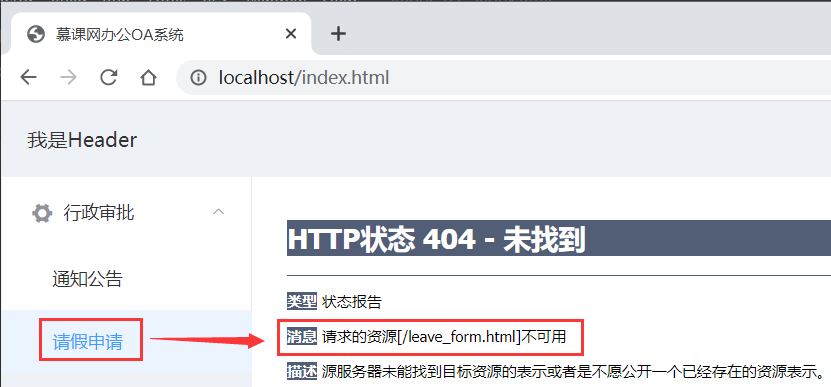 慕课网办公OA系统
localhost/index.html
我是Header
行政审批
通知公告
请假申请
HTTP状态 404 - 未找到
类型 状态报告
消息 请求的资源[/leave_form.html]不可用
描述 源服务器未能找到目标资源的表示或者是不愿公开一个已经存在的资源表示。